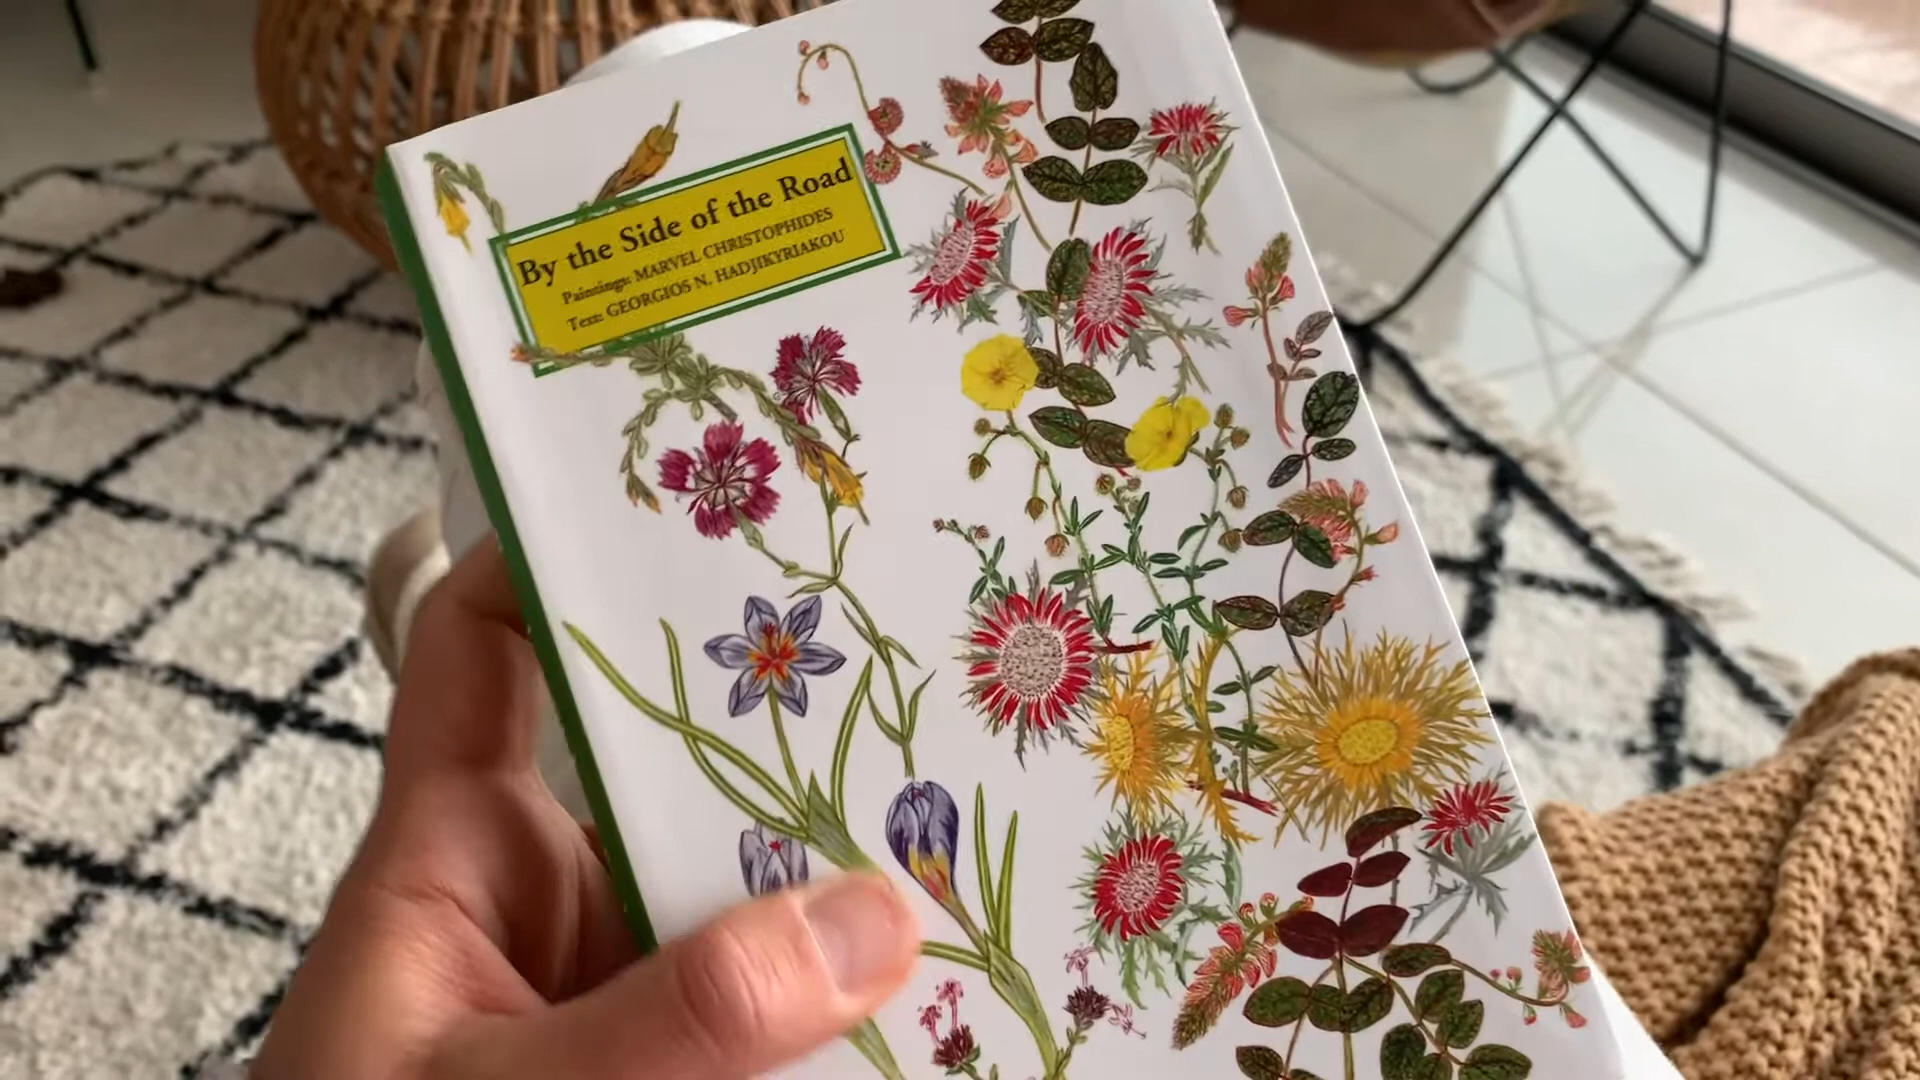 By the Side of the Road
Paintings: MARVEL CHRISTOPHIDES
Text: GEORGIOS N. HADJIKYRIAKOU